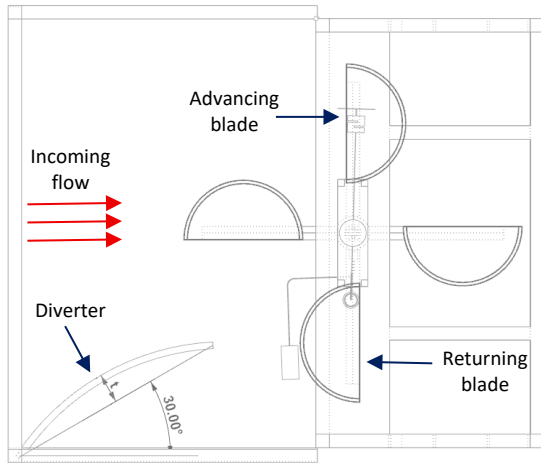 Advancing
blade
Incoming
flow
Diverter
t
30.00°
Returning
blade